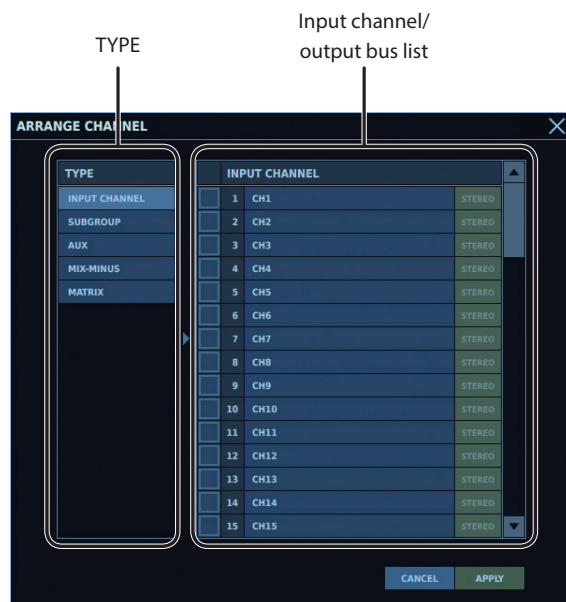 Input channel/
TYPE
output bus list
ARRANGE CHANNEL
TYPE
INPUT CHANNEL
SUBGROUP
AUX
MIX-MINUS
MATRIX
INPUT CHANNEL
1 CH1 STEREO
2 CH2 STEREO
3 CH3 STEREO
4 CH4 STEREO
5 CH5 STEREO
6 CH6 STEREO
7 CH7 STEREO
8 CH8 STEREO
9 CH9 STEREO
10 CH10 STEREO
11 CH11 STEREO
12 CH12 STEREO
13 CH13 STEREO
14 CH14 STEREO
15 CH15 STEREO
CANCEL APPLY